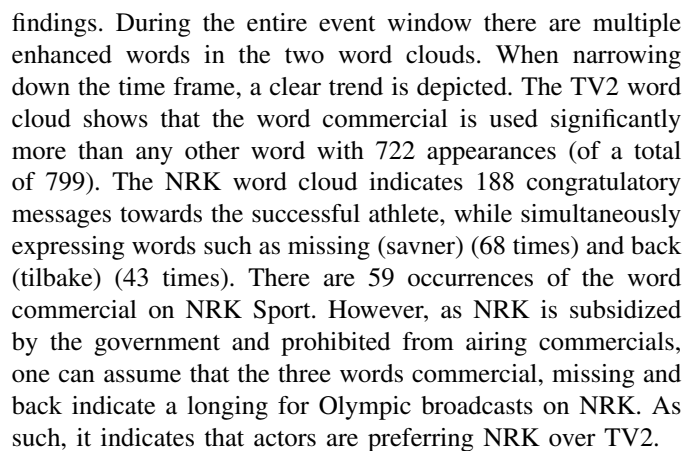 findings. During the entire event window there are multiple
enhanced words in the two word clouds. When narrowing
down the time frame, a clear trend is depicted. The TV2 word
cloud shows that the word commercial is used significantly
more than any other word with 722 appearances (of a total
of 799). The NRK word cloud indicates 188 congratulatory
messages towards the successful athlete, while simultaneously
expressing words such as missing (savner) (68 times) and back
(tilbake) (43 times). There are 59 occurrences of the word
commercial on NRK Sport. However, as NRK is subsidized
by the government and prohibited from airing commercials,
one can assume that the three words commercial, missing and
back indicate a longing for Olympic broadcasts on NRK. As
such, it indicates that actors are preferring NRK over TV2.